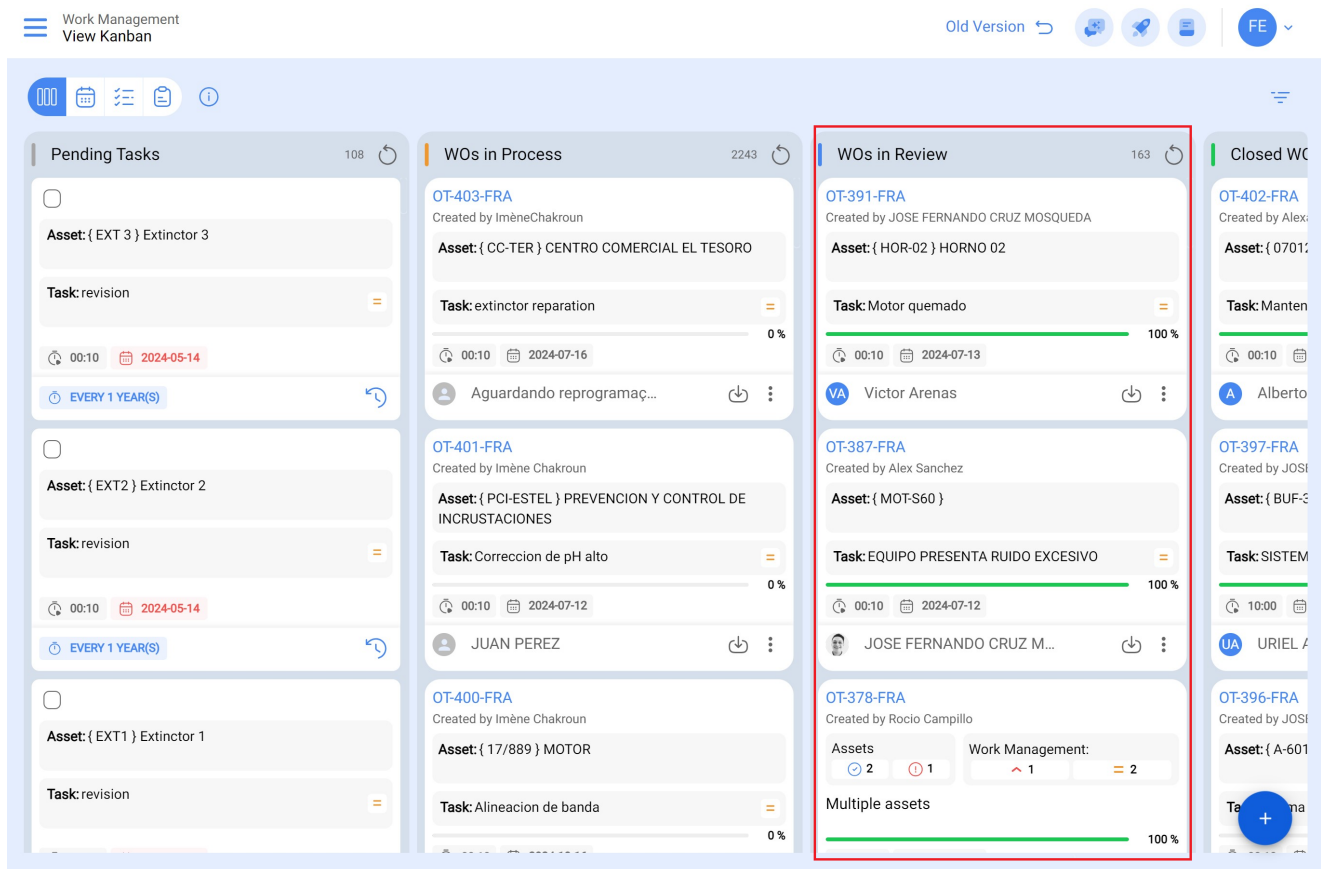 Work Management
View Kanban
Old Version
FE
Pending Tasks 108
Asset: { EXT 3 } Extinctor 3
Task: revision
=
00:10 2024-05-14
EVERY 1 YEAR(S)
Asset: { EXT2 } Extinctor 2
Task: revision
=
00:10 2024-05-14
EVERY 1 YEAR(S)
Asset: { EXT1 } Extinctor 1
Task: revision
=
WOs in Process 2243
OT-403-FRA
Created by ImèneChakroun
Asset: { CC-TER } CENTRO COMERCIAL EL TESORO
Task: extinctor reparation
=
0 %
00:10 2024-07-16
Aguardando reprogramaç...
OT-401-FRA
Created by Imène Chakroun
Asset: { PCI-ESTEL } PREVENCION Y CONTROL DE
INCRUSTACIONES
Task: Correccion de pH alto
=
0 %
00:10 2024-07-12
JUAN PEREZ
OT-400-FRA
Created by Imène Chakroun
Asset: { 17/889 } MOTOR
Task: Alineacion de banda
=
0 %
WOs in Review 163
OT-391-FRA
Created by JOSE FERNANDO CRUZ MOSQUEDA
Asset: { HOR-02 } HORNO 02
Task: Motor quemado
=
100 %
00:10 2024-07-13
VA Victor Arenas
OT-387-FRA
Created by Alex Sanchez
Asset: { MOT-S60 }
Task: EQUIPO PRESENTA RUIDO EXCESIVO
=
100 %
00:10 2024-07-12
JOSE FERNANDO CRUZ M...
OT-378-FRA
Created by Rocio Campillo
Assets Work Management:
2 1 1 = 2
Multiple assets
100 %
Closed WO
OT-402-FRA
Created by Alex
Asset: { 07012
Task: Manten
00:10
A Alberto
OT-397-FRA
Created by JOSE
Asset: { BUF-3
Task: SISTEM
10:00
UA URIEL A
OT-396-FRA
Created by JOSE
Asset: { A-601
+